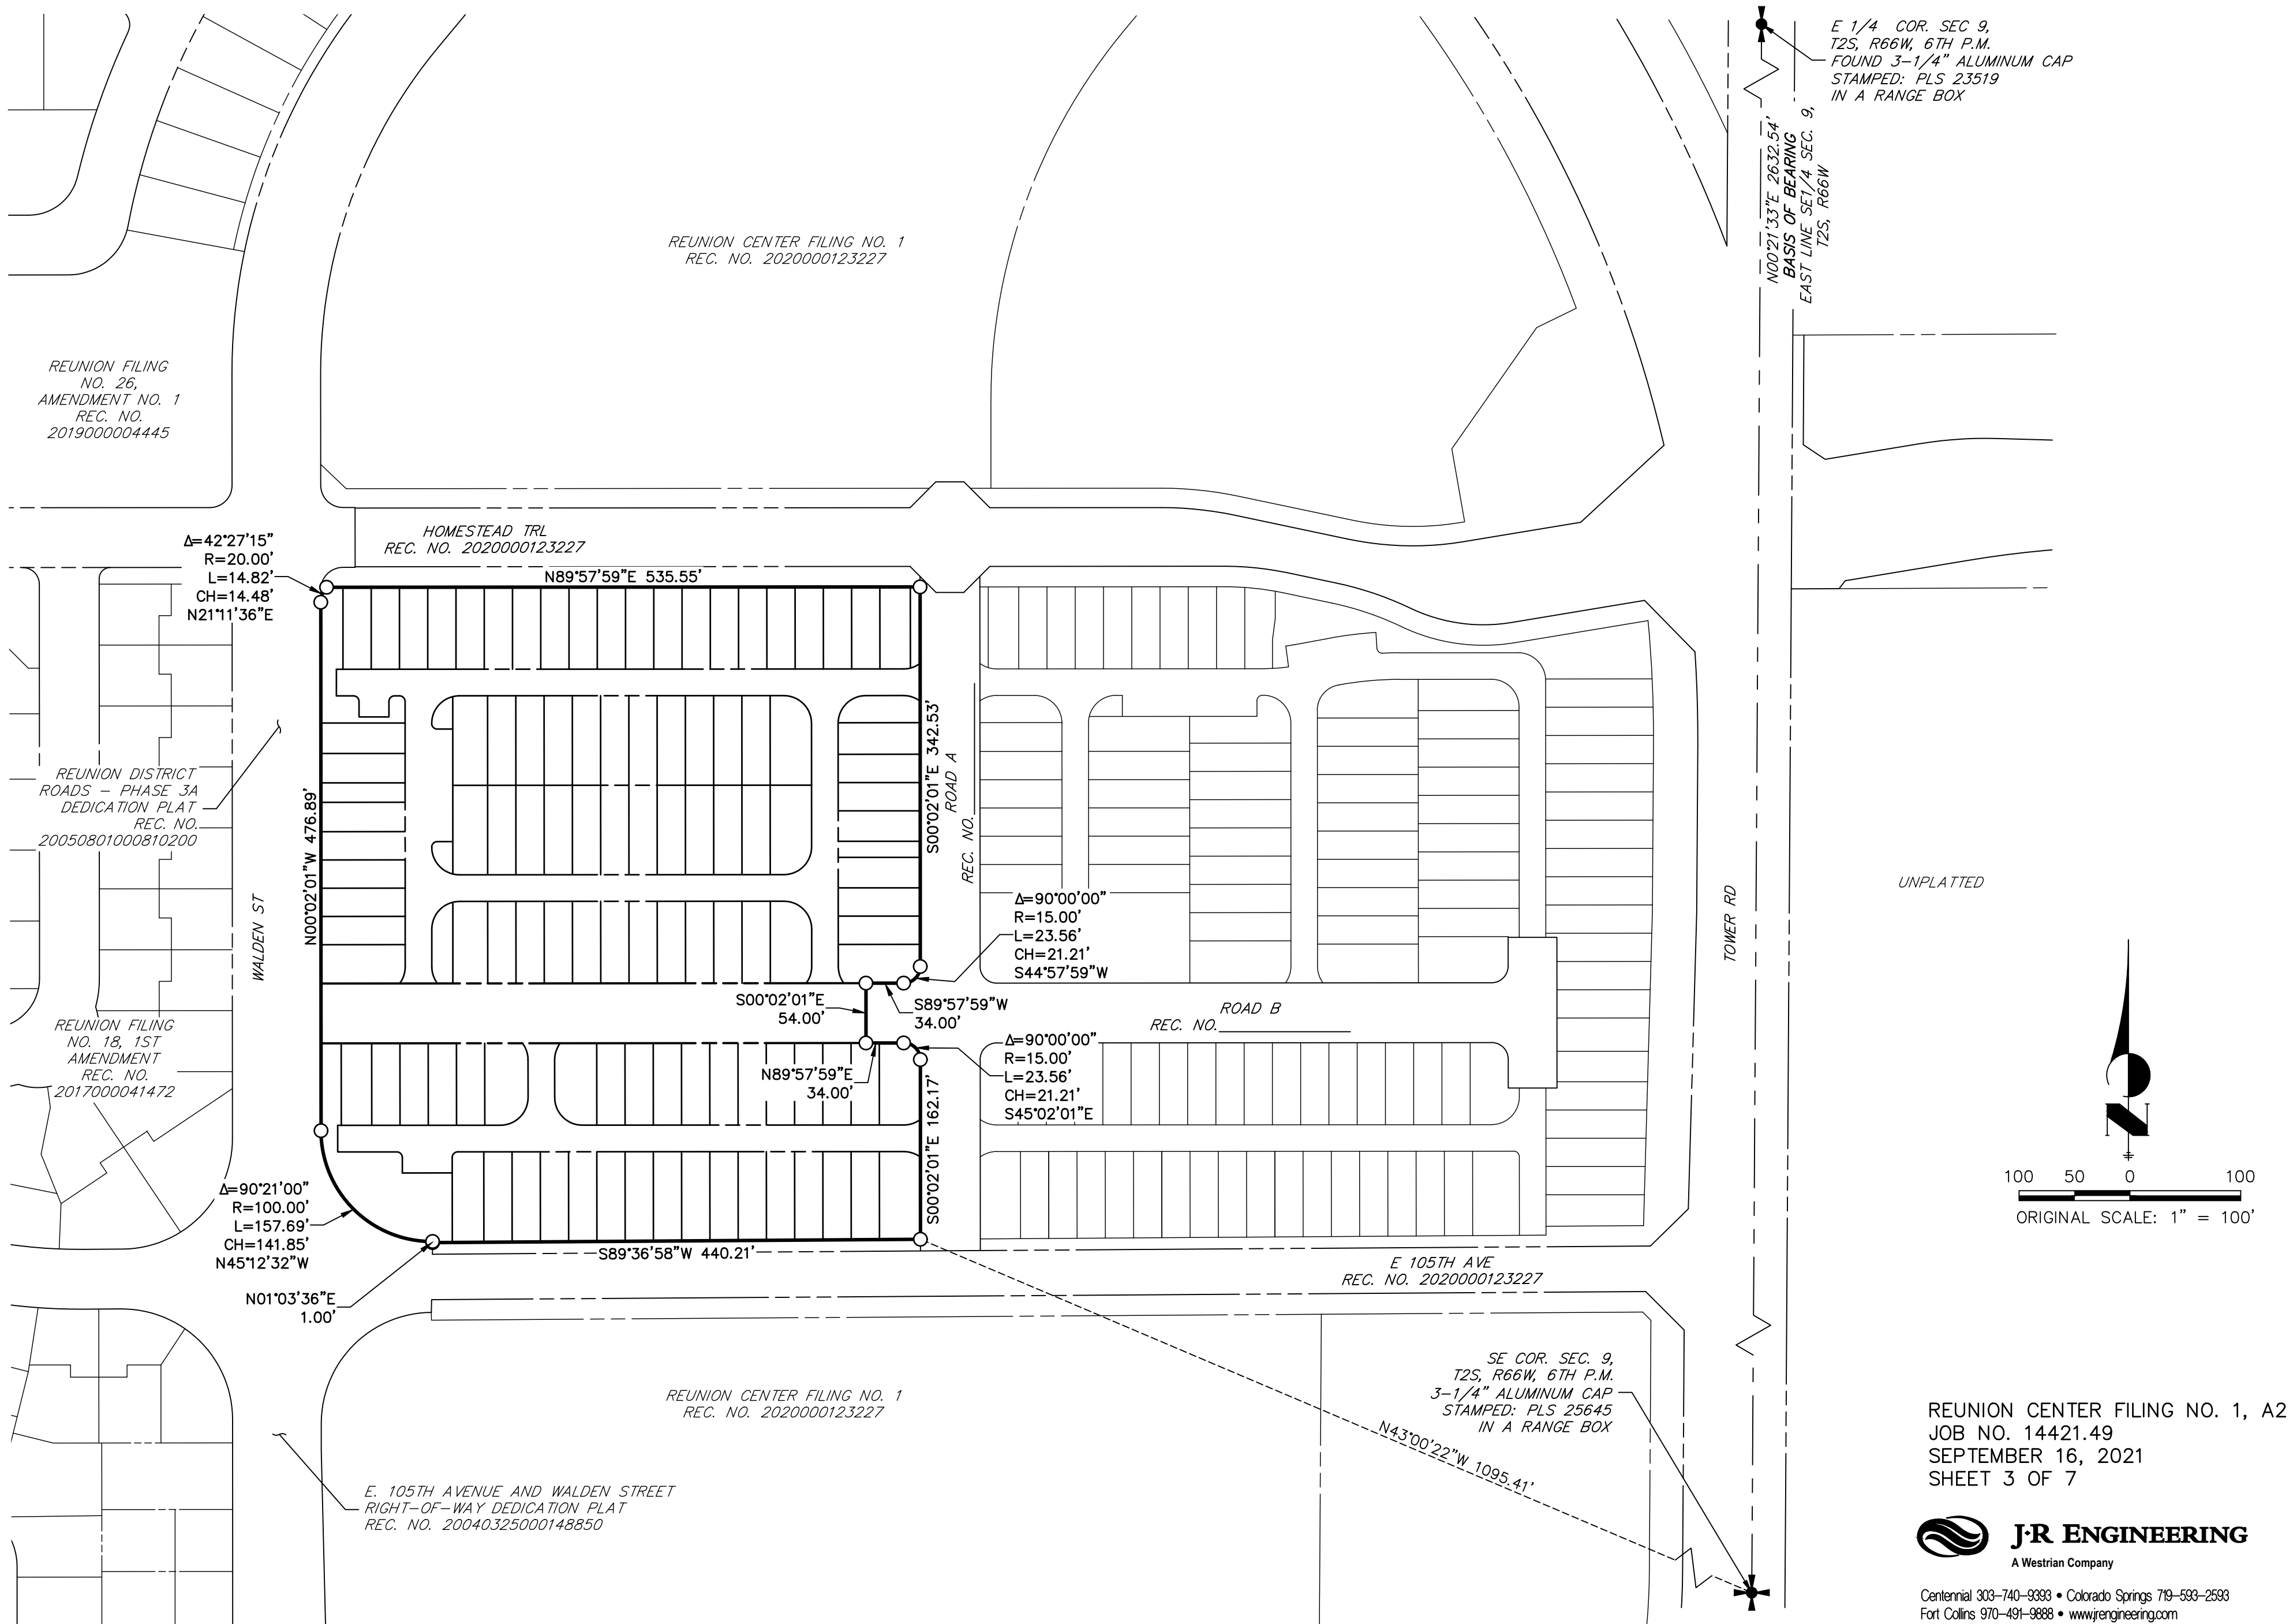 E 1/4 COR. SEC 9,
T2S, R66W, 6TH P.M.
FOUND 3-1/4" ALUMINUM CAP
STAMPED: PLS 23519
IN A RANGE BOX
N00°21'33"E 2632.54'
BASIS OF BEARING
EAST LINE SE1/4 SEC. 9,
T2S, R66W
REUNION CENTER FILING NO. 1
REC. NO. 2020000123227
REUNION FILING
NO. 26,
AMENDMENT NO. 1
REC. NO.
2019000004445
HOMESTEAD TRL
REC. NO. 2020000123227
Δ=42°27'15"
R=20.00'
L=14.82'
CH=14.48'
N21°11'36"E
N89°57'59"E 535.55'
S00°02'01"E 342.53'
ROAD A
REC. NO.
REUNION DISTRICT
ROADS - PHASE 3A
DEDICATION PLAT
REC. NO.
20050801000810200
N00°02'01"W 476.89'
WALDEN ST
Δ=90°00'00"
R=15.00'
L=23.56'
CH=21.21'
S44°57'59"W
TOWER RD
UNPLATTED
S00°02'01"E
54.00'
S89°57'59"W
34.00'
ROAD B
REC. NO.
REUNION FILING
NO. 18, 1ST
AMENDMENT
REC. NO.
2017000041472
N89°57'59"E
34.00'
Δ=90°00'00"
R=15.00'
L=23.56'
CH=21.21'
S45°02'01"E
S00°02'01"E 162.17'
N
100 50 0 100
ORIGINAL SCALE: 1" = 100'
Δ=90°21'00"
R=100.00'
L=157.69'
CH=141.85'
N45°12'32"W
S89°36'58"W 440.21'
N01°03'36"E
1.00'
E 105TH AVE
REC. NO. 2020000123227
SE COR. SEC. 9,
T2S, R66W, 6TH P.M.
3-1/4" ALUMINUM CAP
STAMPED: PLS 25645
IN A RANGE BOX
N43°00'22"W 1095.41'
REUNION CENTER FILING NO. 1
REC. NO. 2020000123227
E. 105TH AVENUE AND WALDEN STREET
RIGHT-OF-WAY DEDICATION PLAT
REC. NO. 20040325000148850
REUNION CENTER FILING NO. 1, A2
JOB NO. 14421.49
SEPTEMBER 16, 2021
SHEET 3 OF 7
J·R ENGINEERING
A Westrian Company
Centennial 303-740-9393 • Colorado Springs 719-593-2593
Fort Collins 970-491-9888 • www.jrengineering.com